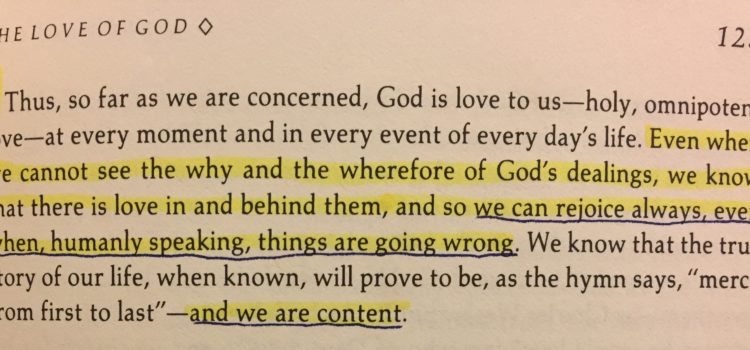 HE LOVE OF GOD ◊ 12
Thus, so far as we are concerned, God is love to us—holy, omnipoten
ve—at every moment and in every event of every day's life. Even whe
e cannot see the why and the wherefore of God's dealings, we know
hat there is love in and behind them, and so we can rejoice always, eve
when, humanly speaking, things are going wrong. We know that the tru
tory of our life, when known, will prove to be, as the hymn says, "merc
rom first to last"—and we are content.